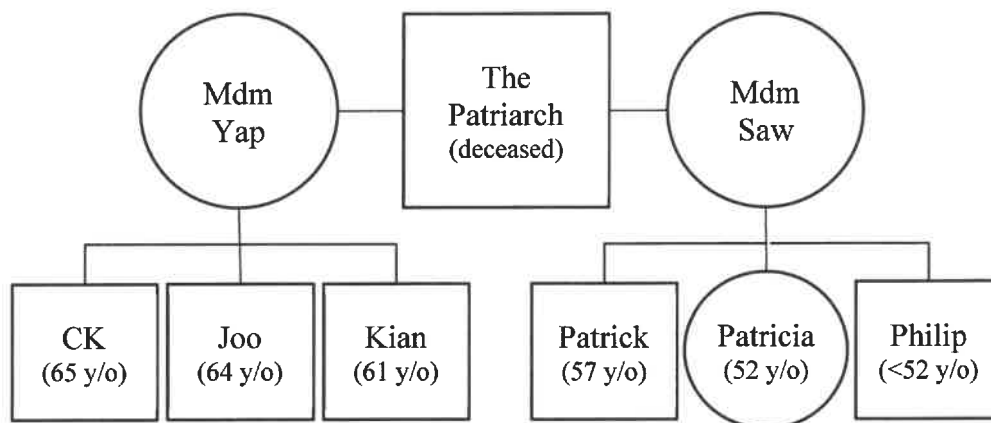 Mdm
Yap
The
Patriarch
(deceased)
Mdm
Saw
CK
(65 y/o)
Joo
(64 y/o)
Kian
(61 y/o)
Patrick
(57 y/o)
Patricia
(52 y/o)
Philip
(<52 y/o)